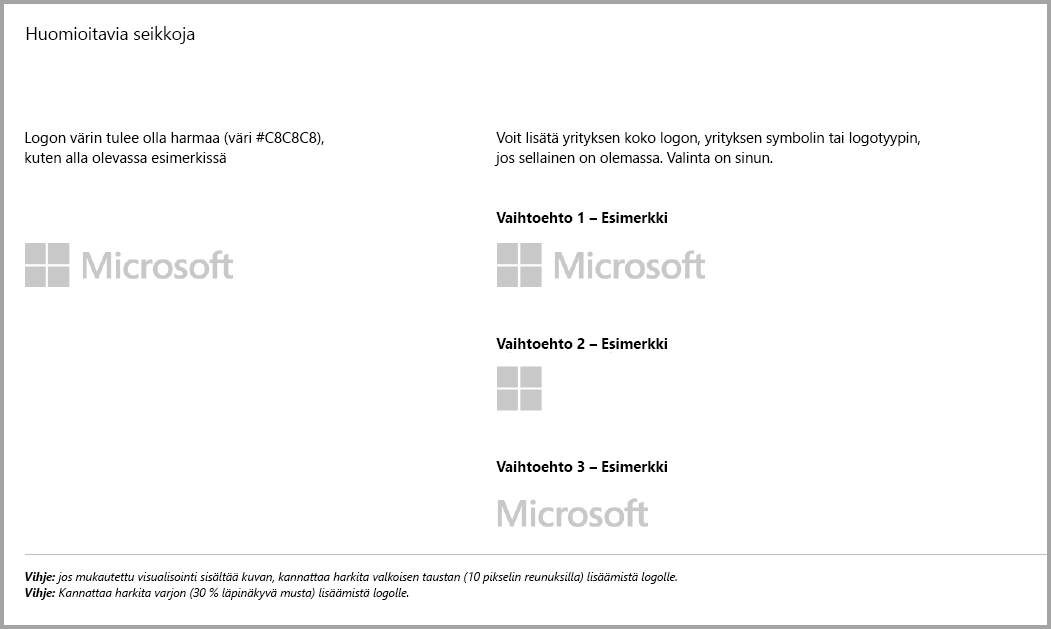 Huomioitavia seikkoja
Logon värin tulee olla harmaa (väri #C8C8C8),
kuten alla olevassa esimerkissä
Microsoft
Voit lisätä yrityksen koko logon, yrityksen symbolin tai logotyypin,
jos sellainen on olemassa. Valinta on sinun.
Vaihtoehto 1 – Esimerkki
Microsoft
Vaihtoehto 2 – Esimerkki
Vaihtoehto 3 – Esimerkki
Microsoft
Vihje: jos mukautettu visualisointi sisältää kuvan, kannattaa harkita valkoisen taustan (10 pikselin reunuksilla) lisäämistä logolle.
Vihje: Kannattaa harkita varjon (30 % läpinäkyvä musta) lisäämistä logolle.